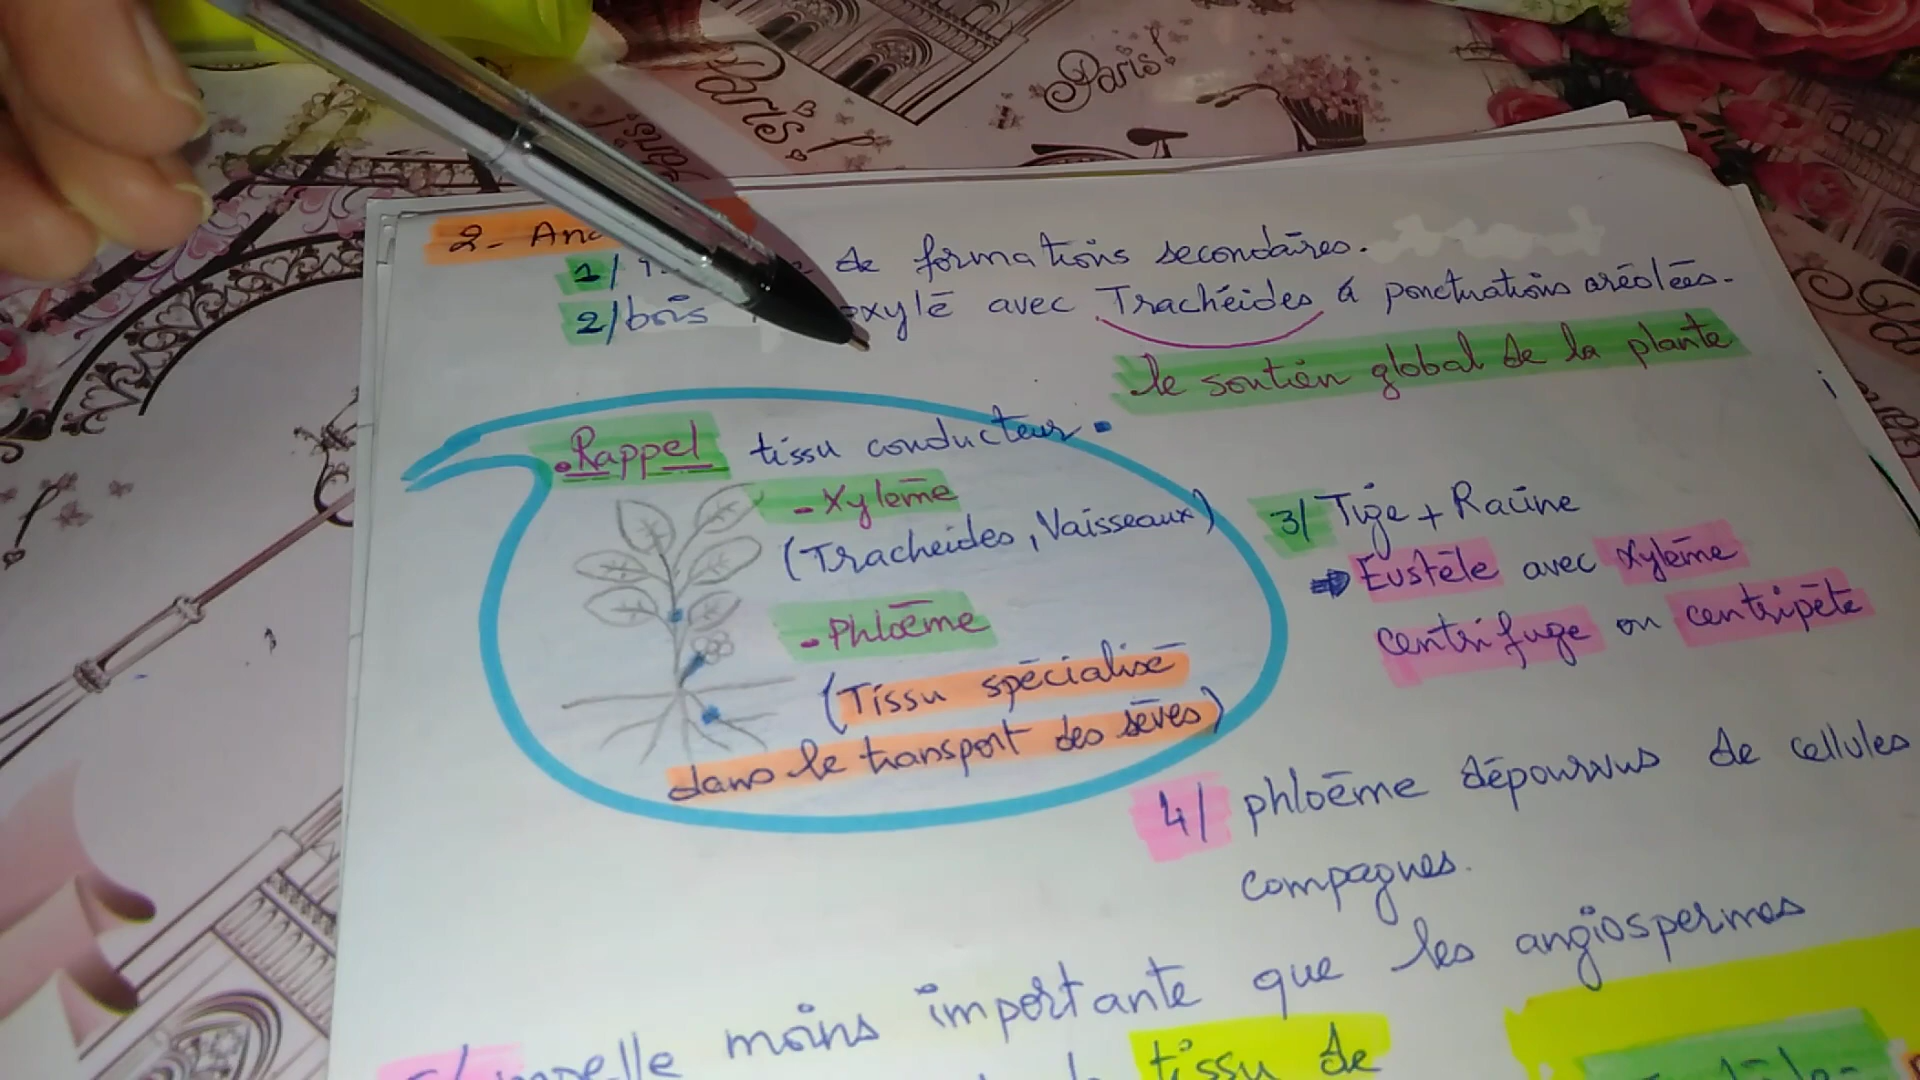 Paris!
Paris!
Paris
2-
1/ de formations secondaires.
2/ bois avec Trachéides à ponctuations aréolées.
le soutien global de la plante
. Rappel tissu conducteur.
- Xylème
(Tracheides, Vaisseaux)
- Phloème
(Tissu spécialisé
dans le transport des sèves)
3/ Tige + Racine
⇒ Eustèle avec xylème
centrifuge ou centripète
4/ phloème dépourvus de cellules
compagnes.
moins importante que les angiospermes
tissu de